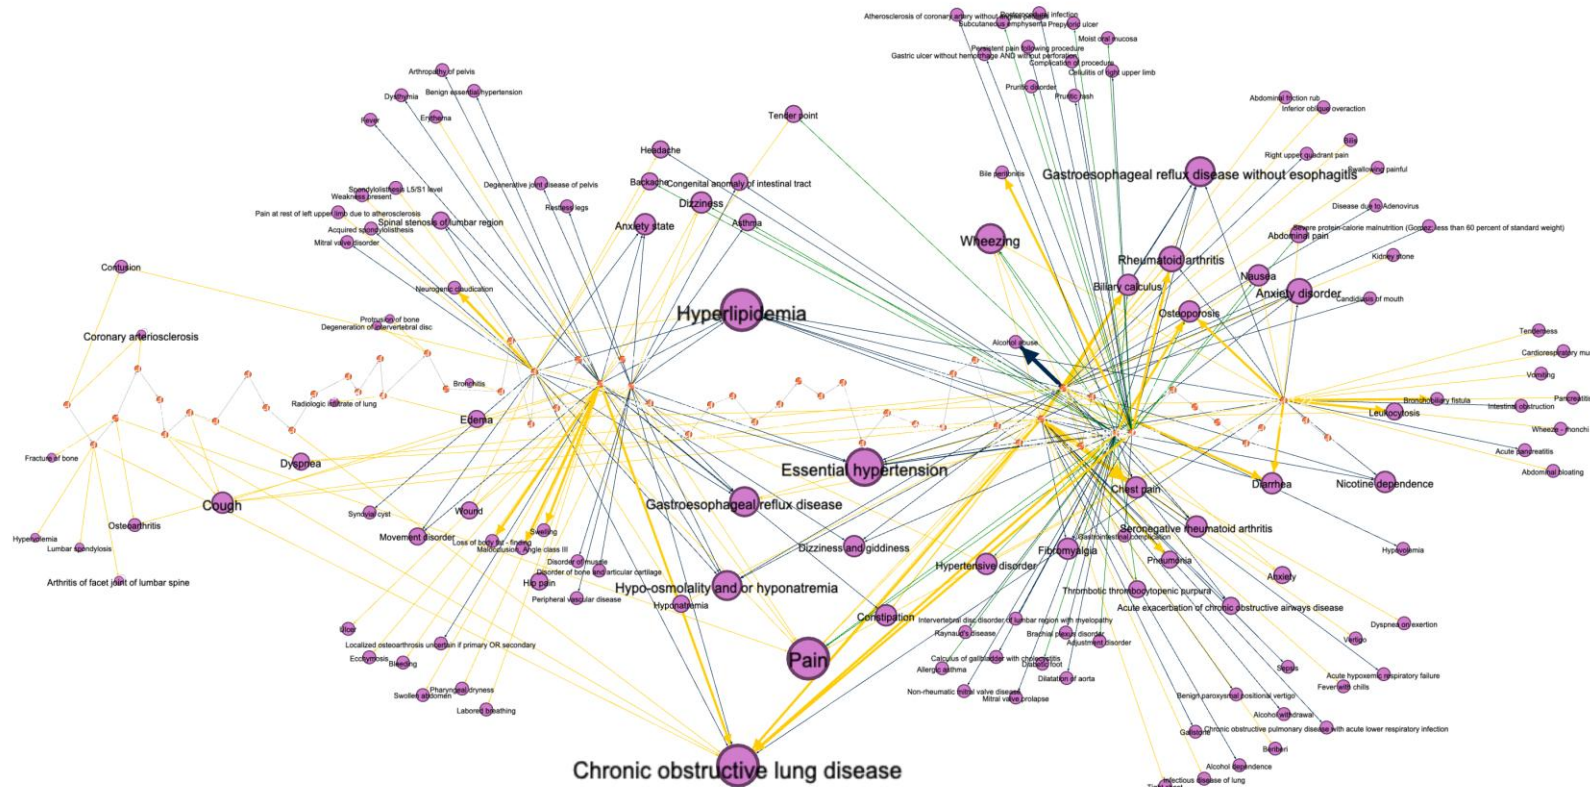 Atherosclerosis of coronary artery without angina pectoris
Postprocedural infection
Subcutaneous emphysema
Prepyloric ulcer
Moist oral mucosa
Persistent pain following procedure
Gastric ulcer without hemorrhage AND without perforation
Complication of procedure
Cellulitis of right upper limb
Arthropathy of pelvis
Benign essential hypertension
Dysthymia
Erythema
Fever
Pruritic disorder
Pruritic rash
Abdominal friction rub
Inferior oblique overaction
Tender point
Bile
Headache
Right upper quadrant pain
Swallowing painful
Bile peritonitis
Gastroesophageal reflux disease without esophagitis
Degenerative joint disease of pelvis
Backache
Congenital anomaly of intestinal tract
Spondylolisthesis L5/S1 level
Weakness present
Restless legs
Dizziness
Disease due to Adenovirus
Pain at rest of left upper limb due to atherosclerosis
Spinal stenosis of lumbar region
Acquired spondylolisthesis
Anxiety state
Asthma
Severe protein-calorie malnutrition (Gomez: less than 60 percent of standard weight)
Mitral valve disorder
Wheezing
Abdominal pain
Contusion
Rheumatoid arthritis
Kidney stone
Neurogenic claudication
Biliary calculus
Nausea
Anxiety disorder
Candidiasis of mouth
Hyperlipidemia
Osteoporosis
Protrusion of bone
Degeneration of intervertebral disc
Coronary arteriosclerosis
Alcohol abuse
Tenderness
Cardiorespiratory mu
Vomiting
Bronchitis
Radiologic infiltrate of lung
Bronchobiliary fistula
Pancreatitis
Edema
Leukocytosis
Intestinal obstruction
Wheeze - rhonchi
Fracture of bone
Dyspnea
Acute pancreatitis
Essential hypertension
Abdominal bloating
Chest pain
Diarrhea
Nicotine dependence
Cough
Gastroesophageal reflux disease
Synovial cyst
Wound
Osteoarthritis
Swelling
Seronegative rheumatoid arthritis
Hypervolemia
Movement disorder
Loss of body fat - finding
Gastrointestinal complication
Lumbar spondylosis
Malocclusion, Angle class III
Dizziness and giddiness
Fibromyalgia
Hypovolemia
Disorder of muscle
Hypertensive disorder
Pneumonia
Disorder of bone and articular cartilage
Anxiety
Arthritis of facet joint of lumbar spine
Hip pain
Hypo-osmolality and or hyponatremia
Thrombotic thrombocytopenic purpura
Peripheral vascular disease
Hyponatremia
Acute exacerbation of chronic obstructive airways disease
Constipation
Intervertebral disc disorder of lumbar region with myelopathy
Dyspnea on exertion
Ulcer
Raynaud's disease
Brachial plexus disorder
Adjustment disorder
Vertigo
Localized osteoarthrosis uncertain if primary OR secondary
Ecchymosis
Bleeding
Pain
Calculus of gallbladder with cholecystitis
Allergic asthma
Diabetic foot
Dilatation of aorta
Sepsis
Acute hypoxemic respiratory failure
Fever with chills
Pharyngeal dryness
Swollen abdomen
Non-rheumatic mitral valve disease
Mitral valve prolapse
Benign paroxysmal positional vertigo
Labored breathing
Alcohol withdrawal
Gallstone
Chronic obstructive pulmonary disease with acute lower respiratory infection
Beriberi
Chronic obstructive lung disease
Alcohol dependence
Infectious disease of lung